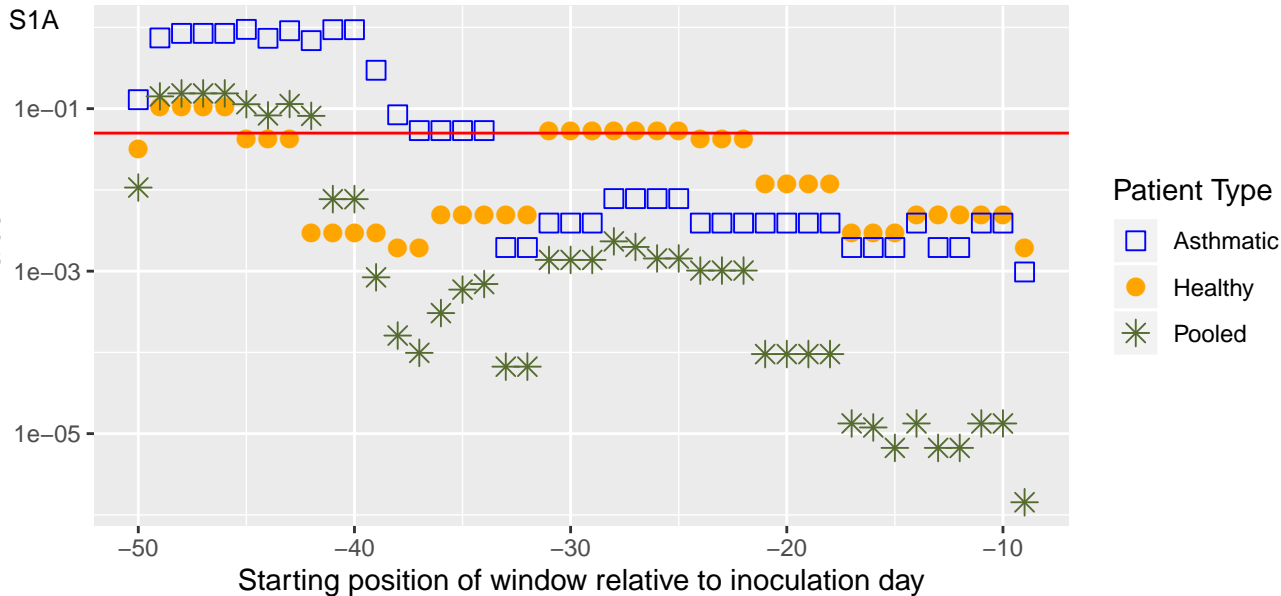 S1A
1e−01
1e−03
1e−05
−50 −40 −30 −20 −10
Starting position of window relative to inoculation day
Patient Type
Asthmatic
Healthy
Pooled